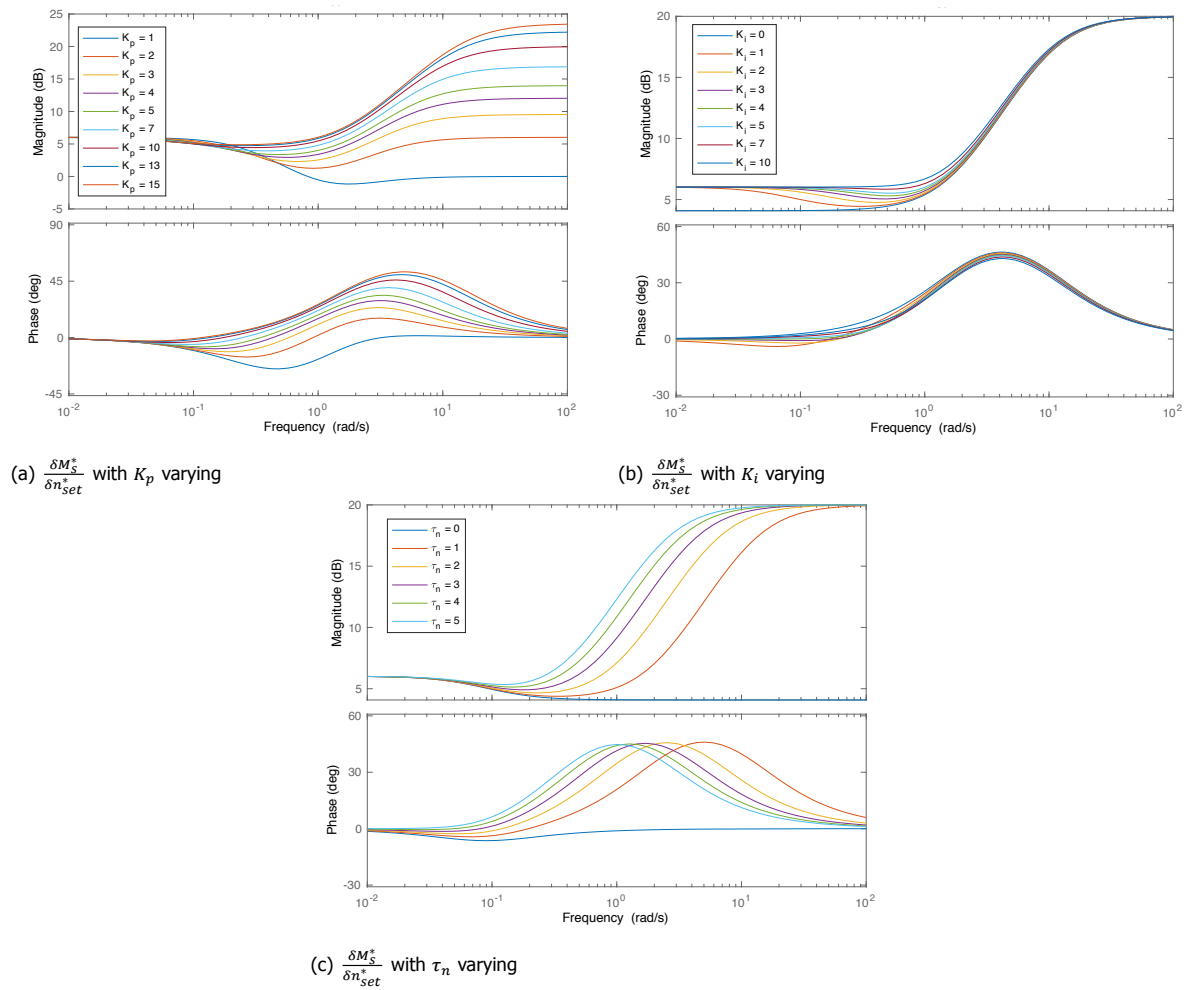 25
20
15
10
5
0
-5
Magnitude (dB)
K_p = 1
K_p = 2
K_p = 3
K_p = 4
K_p = 5
K_p = 7
K_p = 10
K_p = 13
K_p = 15
90
45
0
-45
Phase (deg)
10^-2 10^-1 10^0 10^1 10^2
Frequency (rad/s)
(a) δM_S^*/δn_set^* with K_p varying
20
15
10
5
Magnitude (dB)
K_i = 0
K_i = 1
K_i = 2
K_i = 3
K_i = 4
K_i = 5
K_i = 7
K_i = 10
60
30
0
-30
Phase (deg)
10^-2 10^-1 10^0 10^1 10^2
Frequency (rad/s)
(b) δM_S^*/δn_set^* with K_i varying
20
15
10
5
Magnitude (dB)
τ_n = 0
τ_n = 1
τ_n = 2
τ_n = 3
τ_n = 4
τ_n = 5
60
30
0
-30
Phase (deg)
10^-2 10^-1 10^0 10^1 10^2
Frequency (rad/s)
(c) δM_S^*/δn_set^* with τ_n varying